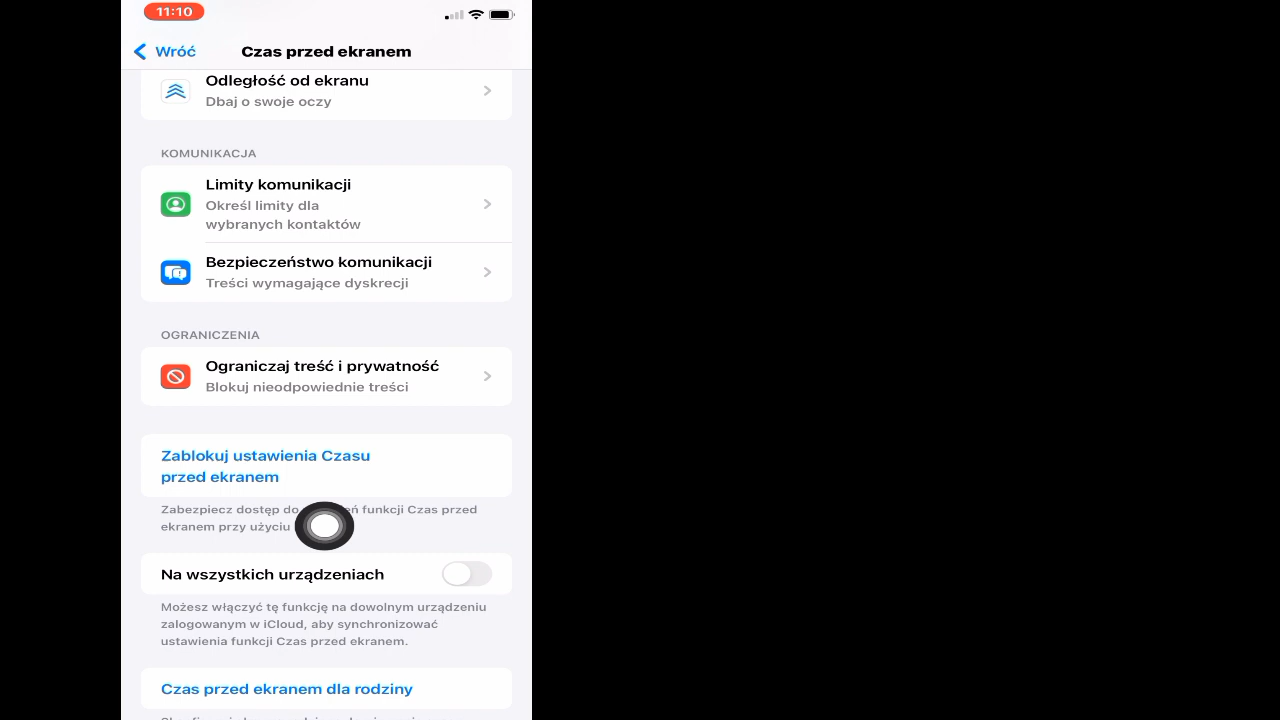 11:10
Wróć
Czas przed ekranem
Odległość od ekranu
Dbaj o swoje oczy
KOMUNIKACJA
Limity komunikacji
Określ limity dla
wybranych kontaktów
Bezpieczeństwo komunikacji
Treści wymagające dyskrecji
OGRANICZENIA
Ograniczaj treść i prywatność
Blokuj nieodpowiednie treści
Zablokuj ustawienia Czasu
przed ekranem
Zabezpiecz dostęp do funkcji Czas przed
ekranem przy użyciu
Na wszystkich urządzeniach
Możesz włączyć tę funkcję na dowolnym urządzeniu
zalogowanym w iCloud, aby synchronizować
ustawienia funkcji Czas przed ekranem.
Czas przed ekranem dla rodziny